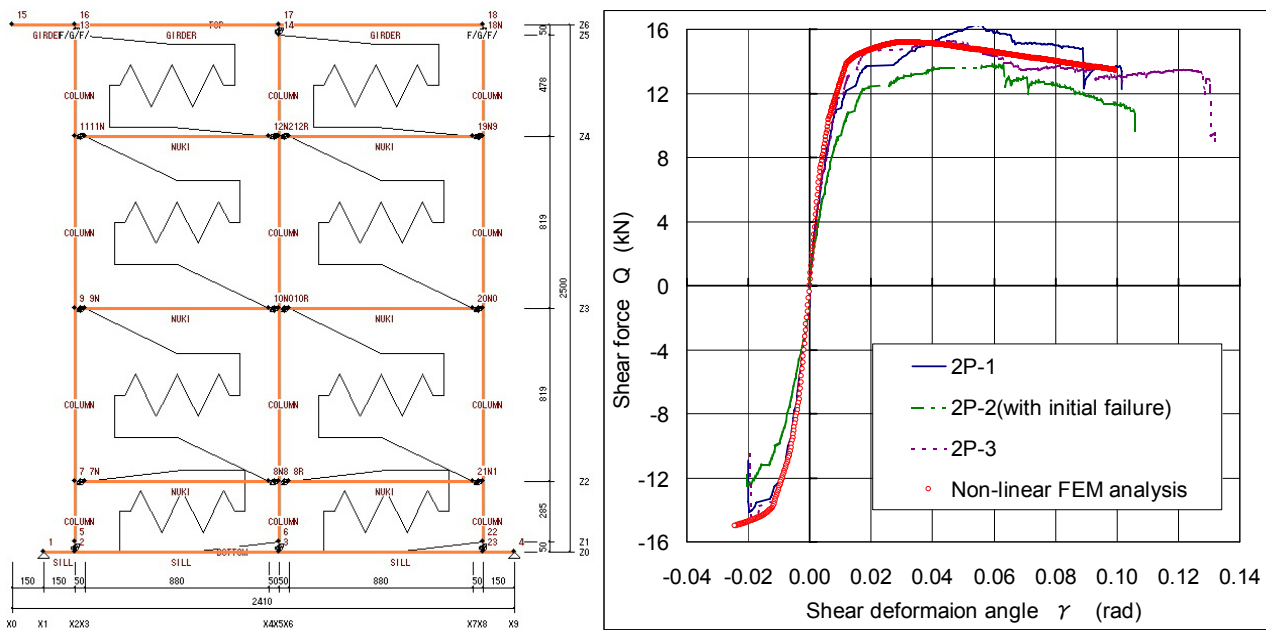 15 16 TOP 17 18 Z6
13 14 18N 50
GIRDER F/G/F/ GIRDER GIRDER F/G/F/ Z5
478
COLUMN COLUMN COLUMN
1111N 12N212R 19N9 Z4
NUKI NUKI
819
COLUMN COLUMN COLUMN
2500
9 9N 10N010R 20N0 Z3
NUKI NUKI
819
COLUMN COLUMN COLUMN
7 7N 8N8 8R 21N1 Z2
NUKI NUKI
285
COLUMN COLUMN COLUMN
5 6 22 Z1
1 2 3 23 4 50
BOTTOM Z0
SILL SILL SILL
150 150 50 880 5050 880 50 150
2410
X0 X1 X2X3 X4X5X6 X7X8 X9
16
12
8
4
0
-4
-8
-12
-16
Shear force Q (kN)
2P-1
2P-2(with initial failure)
2P-3
Non-linear FEM analysis
-0.04 -0.02 0.00 0.02 0.04 0.06 0.08 0.10 0.12 0.14
Shear deformaion angle γ (rad)